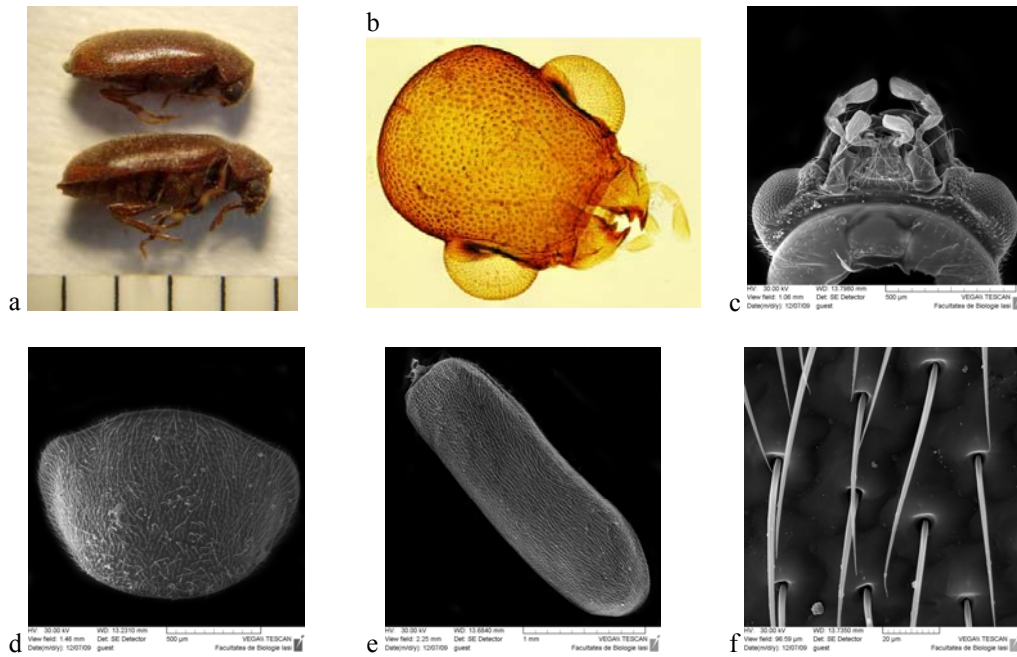 b
a
c
HV: 30.00 kV WD: 13.7980 mm
View field: 1.06 mm Det: SE Detector 500 µm VEGA\\ TESCAN
Date(m/d/y): 12/07/09 guest Facultatea de Biologie Iasi
d
HV: 30.00 kV WD: 13.2310 mm
View field: 1.46 mm Det: SE Detector 500 µm VEGA\\ TESCAN
Date(m/d/y): 12/07/09 guest Facultatea de Biologie Iasi
e
HV: 30.00 kV WD: 13.6840 mm
View field: 2.25 mm Det: SE Detector 1 mm VEGA\\ TESCAN
Date(m/d/y): 12/07/09 guest Facultatea de Biologie Iasi
f
HV: 30.00 kV WD: 13.7350 mm
View field: 96.59 µm Det: SE Detector 20 µm VEGA\\ TESCAN
Date(m/d/y): 12/07/09 guest Facultatea de Biologie Iasi